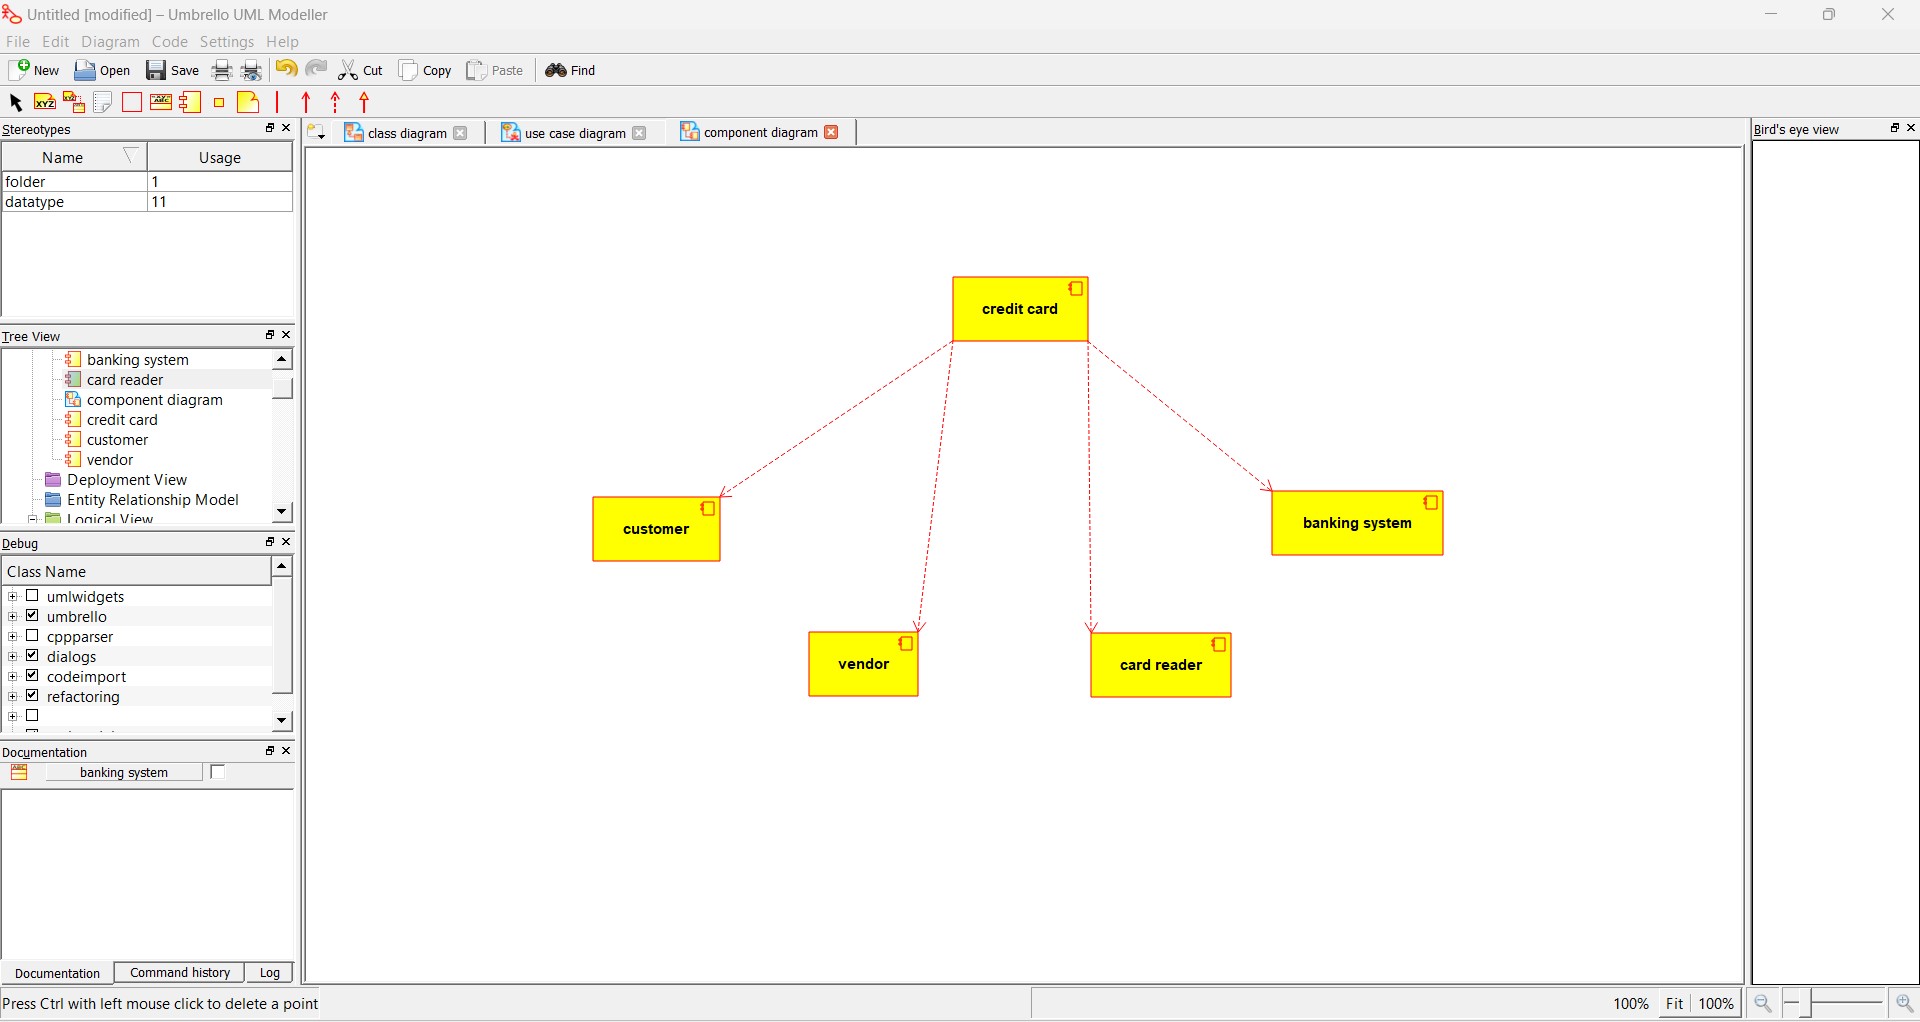 Untitled [modified] – Umbrello UML Modeller
File Edit Diagram Code Settings Help
New Open Save Cut Copy Paste Find
Stereotypes
Name Usage
folder 1
datatype 11
Tree View
banking system
card reader
component diagram
credit card
customer
vendor
Deployment View
Entity Relationship Model
Logical View
Debug
Class Name
umlwidgets
umbrello
cppparser
dialogs
codeimport
refactoring
Documentation
banking system
Documentation Command history Log
class diagram use case diagram component diagram
credit card
customer
banking system
vendor
card reader
Bird's eye view
Press Ctrl with left mouse click to delete a point
100% Fit 100%